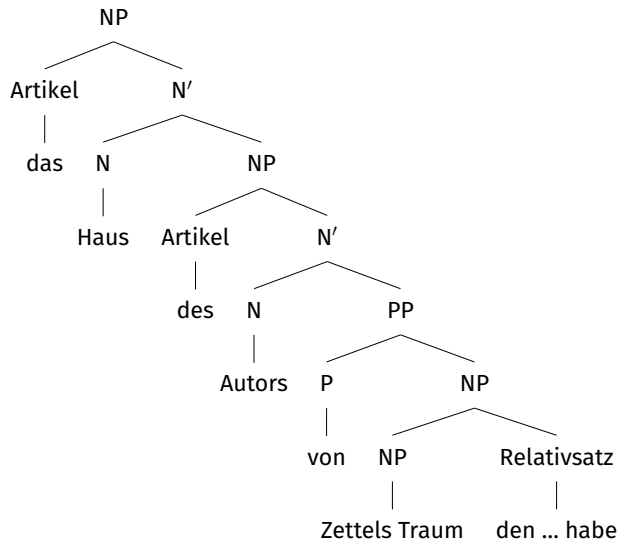 NP
Artikel N′
das N NP
Haus Artikel N′
des N PP
Autors P NP
von NP Relativsatz
Zettels Traum den ... habe